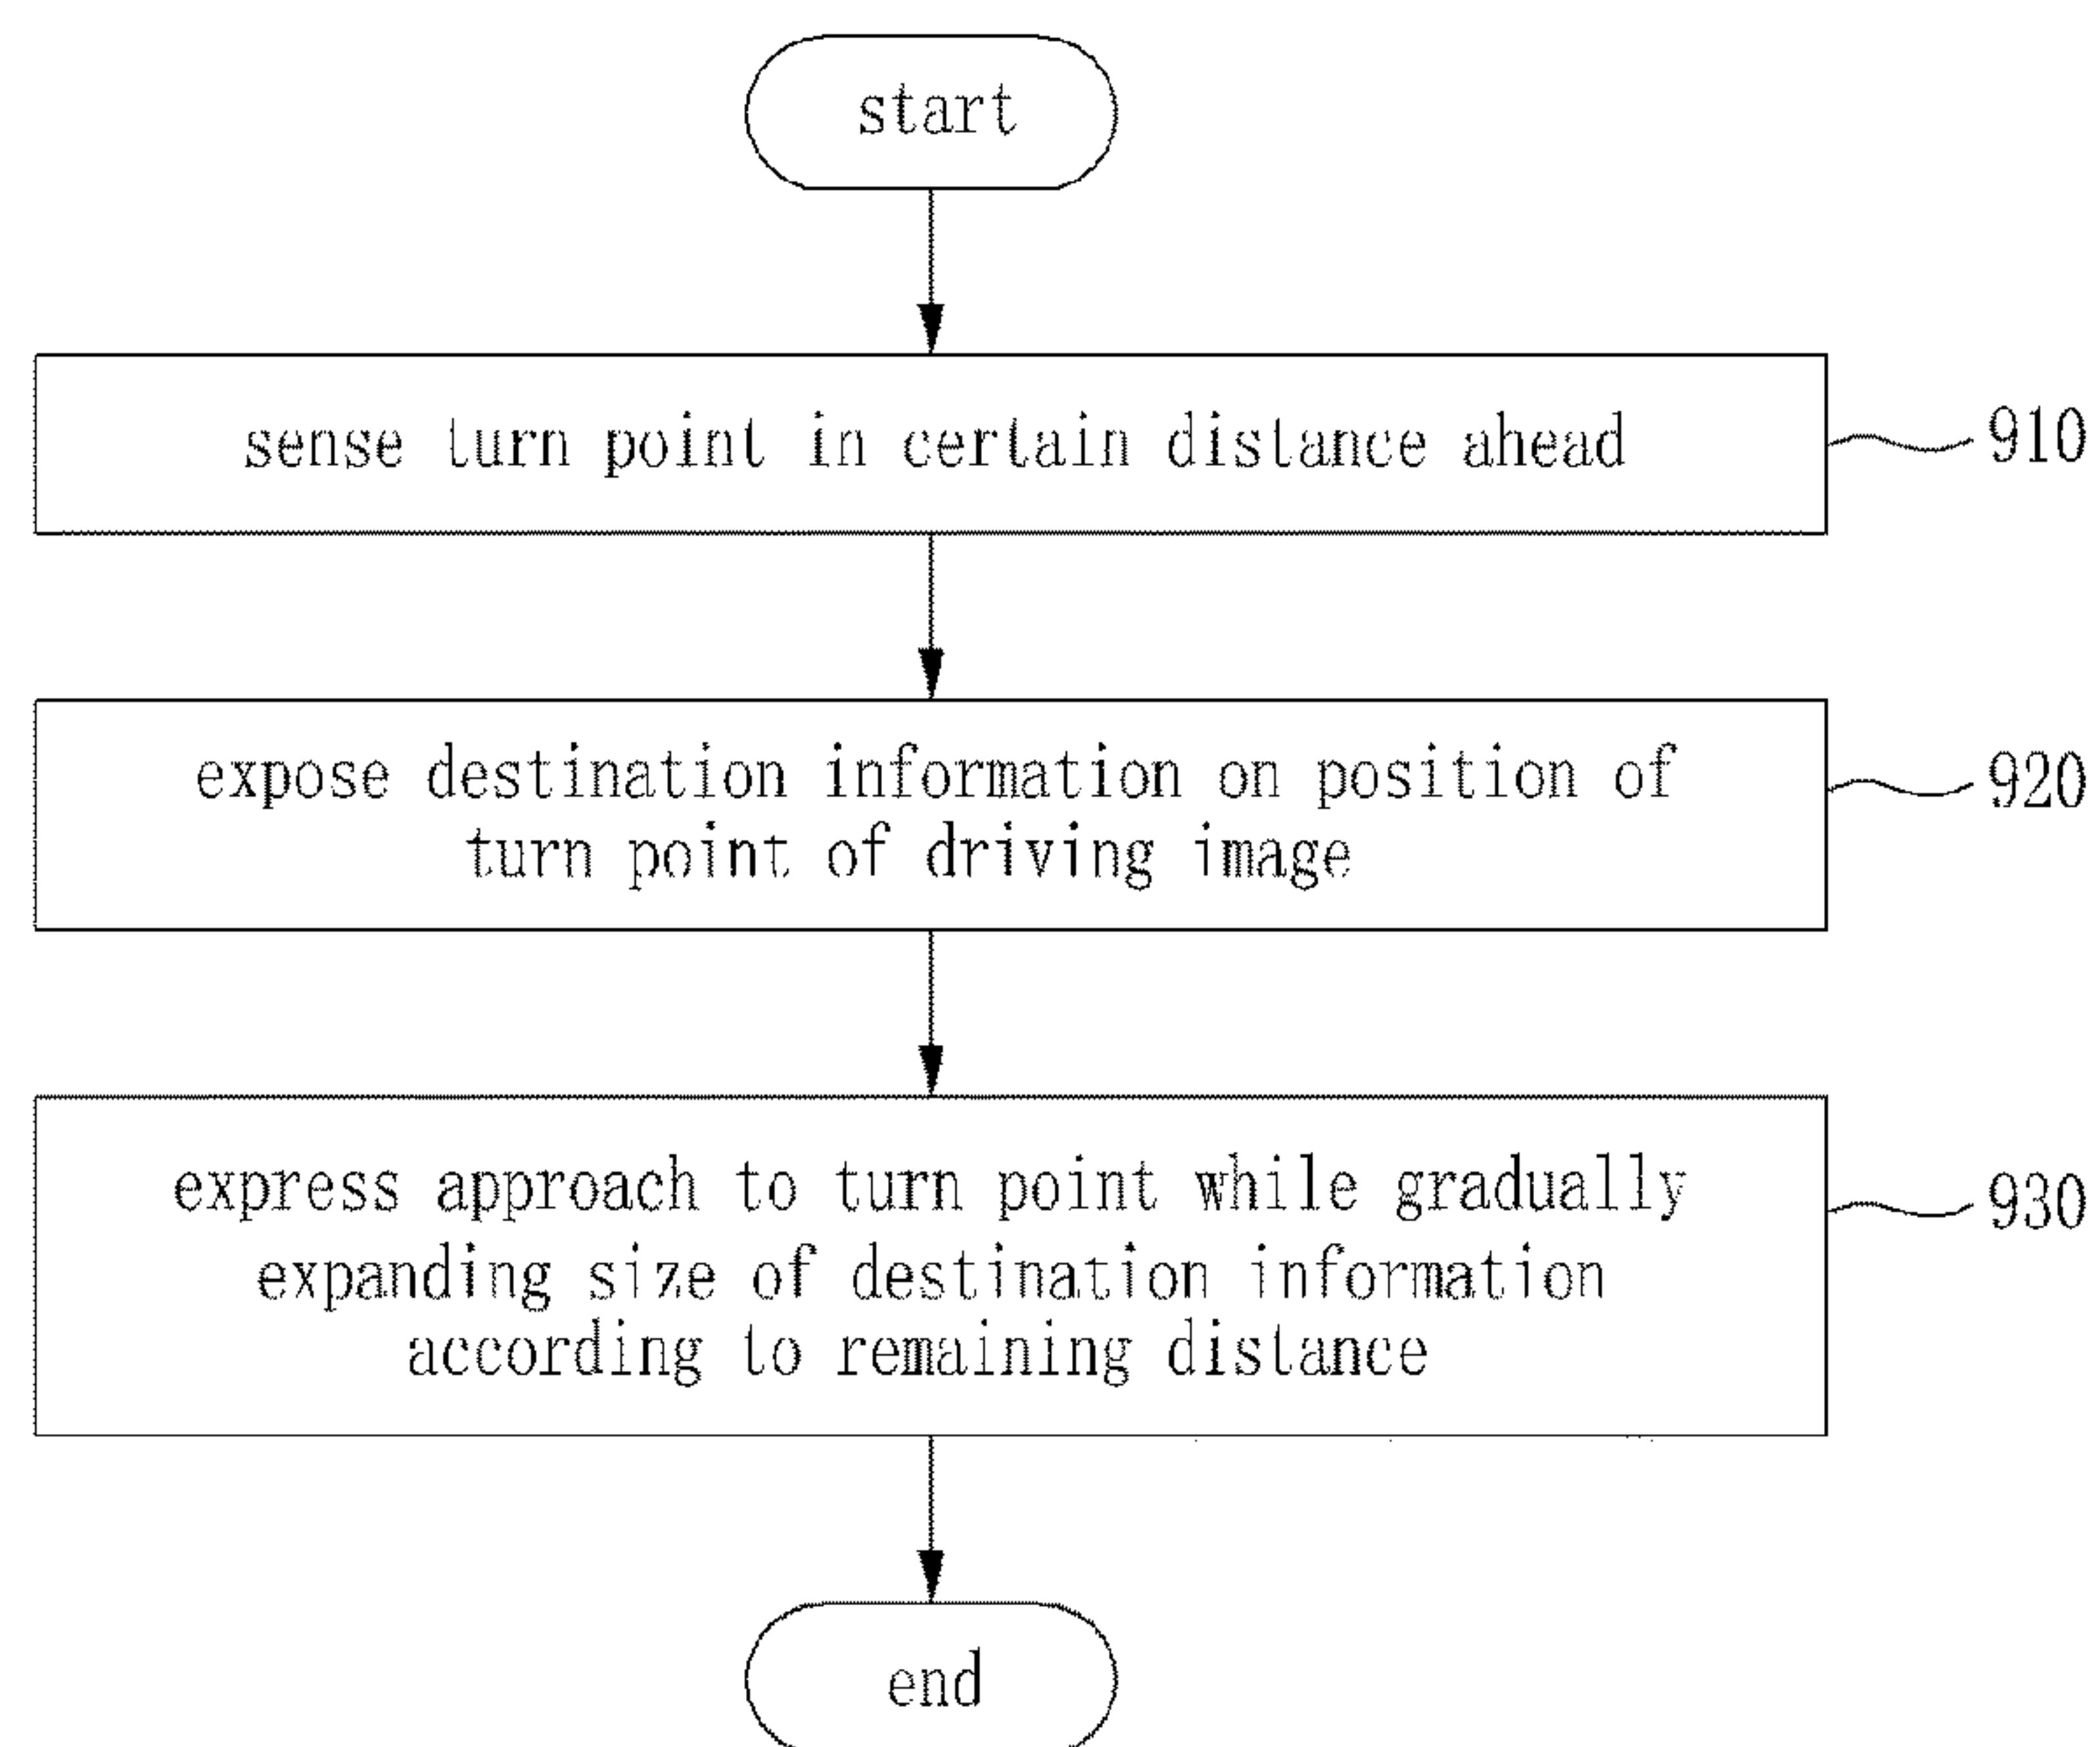 start
sense turn point in certain distance ahead
910
expose destination information on position of
turn point of driving image
920
express approach to turn point while gradually
expanding size of destination information
according to remaining distance
930
end